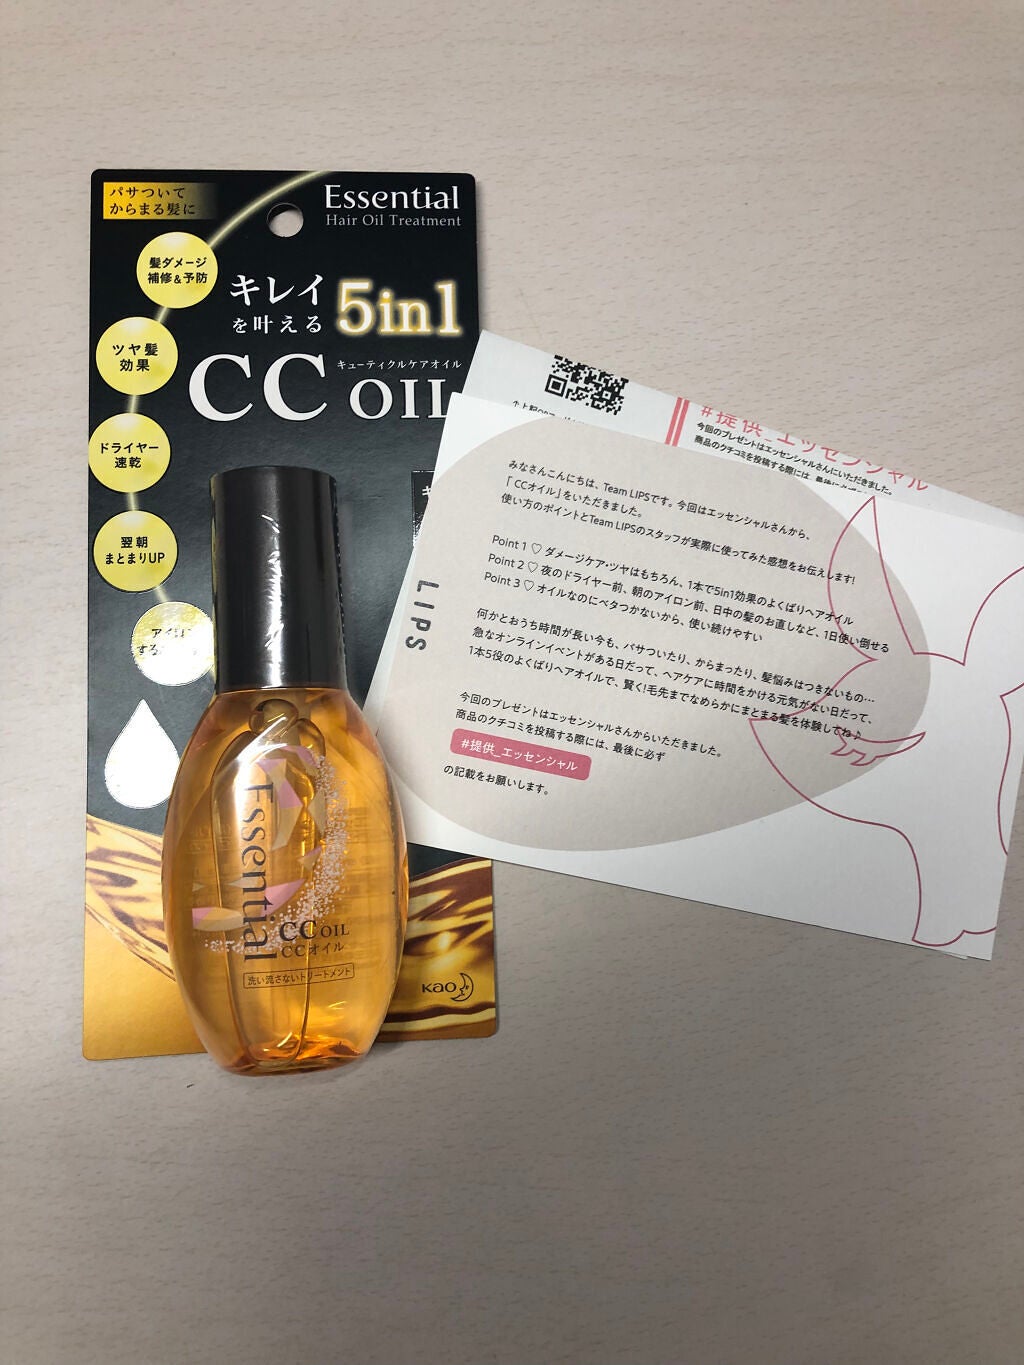 パサついて
からまる髪に
Essential
Hair Oil Treatment
髪ダメージ
補修&予防
ツヤ髪
効果
ドライヤー
速乾
翌朝
まとまりUP
キレイ
を叶える
5in1
キューティクルケアオイル
CC OIL
Essential
CC OIL
CCオイル
洗い流さないトリートメント
Kao
#提供_エッセンシャル
今回のプレゼントはエッセンシャルさんにいただきました。
商品のクチコミを投稿する際には、最後に必ず
LIPS
みなさんこんにちは、Team LIPSです。今回はエッセンシャルさんから、
「CCオイル」をいただきました。
使い方のポイントとTeam LIPSのスタッフが実際に使ってみた感想をお伝えします!
Point 1 ♡ ダメージケア・ツヤはもちろん、1本で5in1効果のよくばりヘアオイル
Point 2 ♡ 夜のドライヤー前、朝のアイロン前、日中の髪のお直しなど、1日使い倒せる
Point 3 ♡ オイルなのにベタつかないから、使い続けやすい
何かとおうち時間が長い今も、パサついたり、からまったり、髪悩みはつきないもの…
急なオンラインイベントがある日だって、ヘアケアに時間をかける元気がない日だって、
1本5役のよくばりヘアオイルで、賢く!毛先までなめらかにまとまる髪を体験してね♪
今回のプレゼントはエッセンシャルさんからいただきました。
商品のクチコミを投稿する際には、最後に必ず
#提供_エッセンシャル
の記載をお願いします。